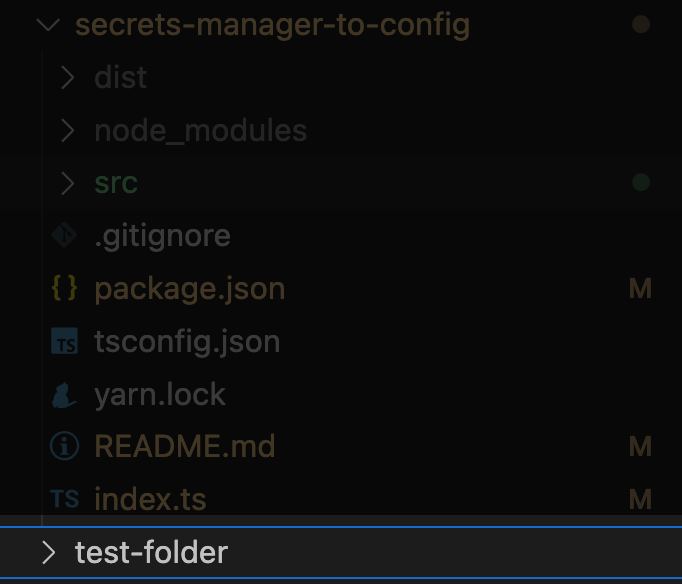 secrets-manager-to-config
dist
node_modules
src
.gitignore
{} package.json M
TS tsconfig.json
yarn.lock
README.md M
TS index.ts M
test-folder